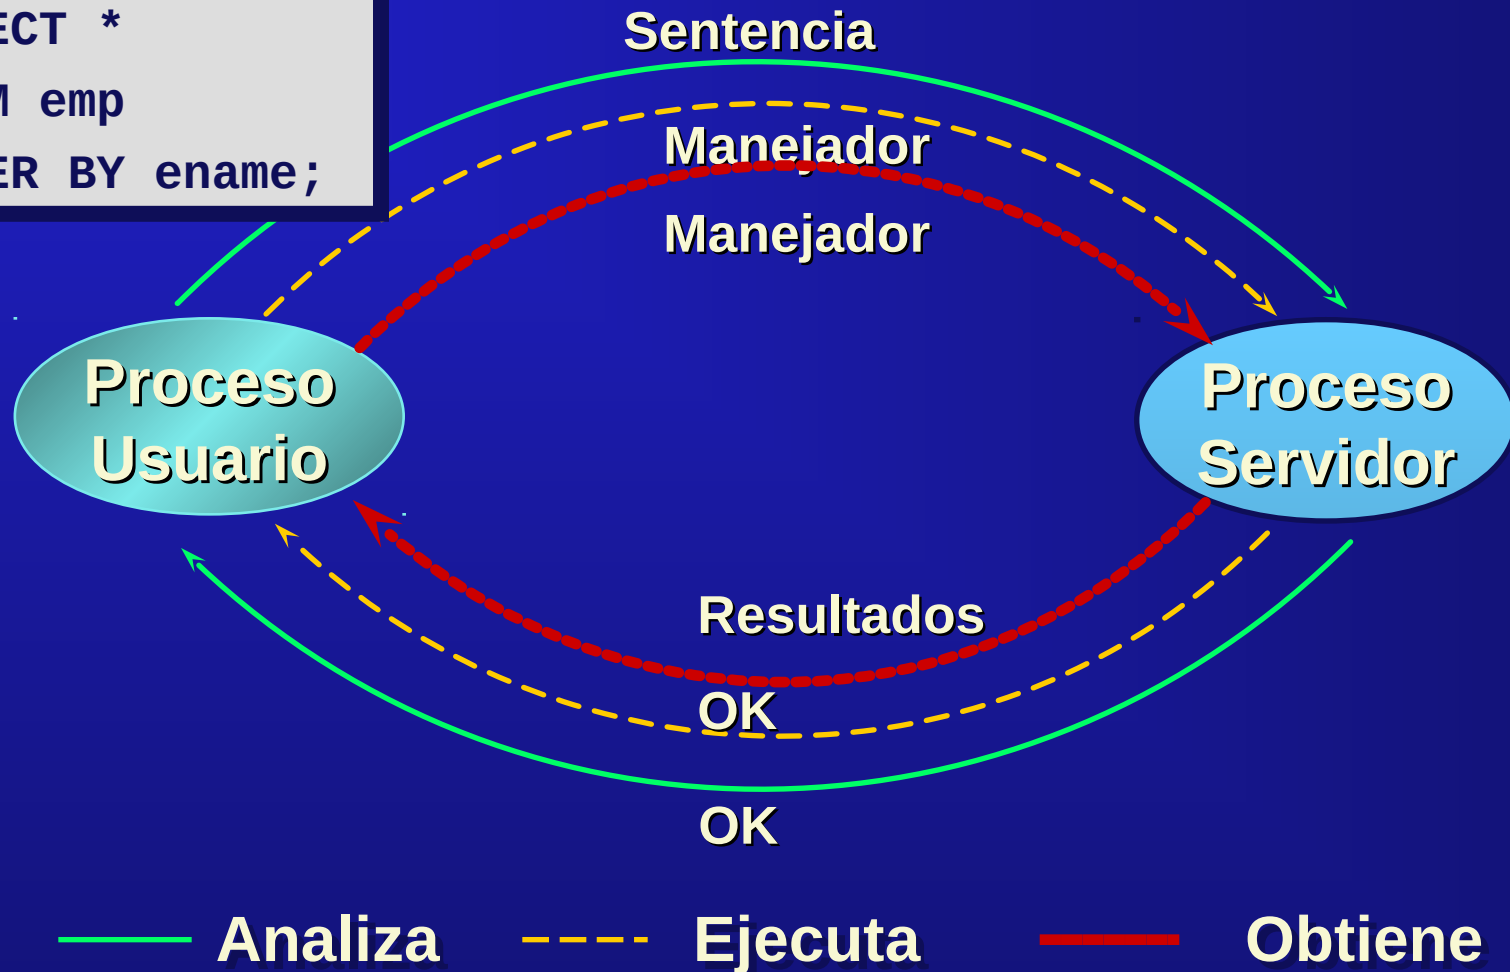 ECT *
M emp
ER BY ename;
Sentencia
Manejador
Manejador
Proceso
Usuario
Proceso
Servidor
Resultados
OK
OK
Analiza
Ejecuta
Obtiene